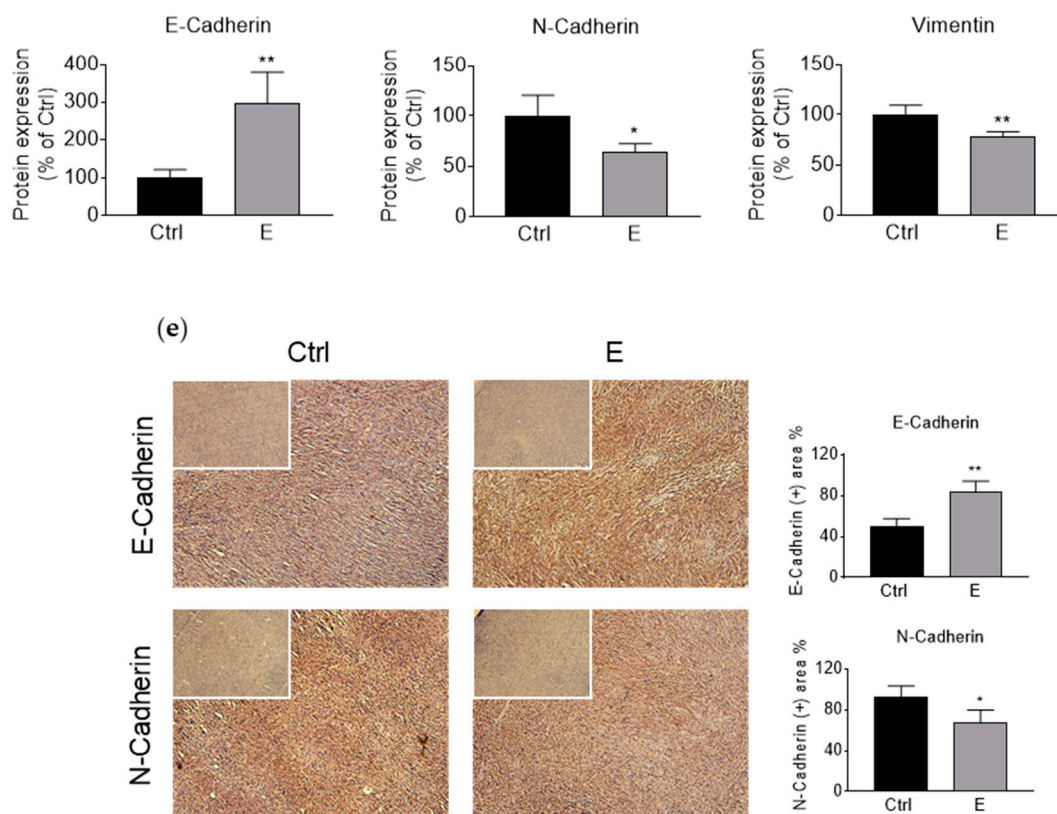 E-Cadherin
Protein expression
(% of Ctrl)
400
300
200
100
0
**
Ctrl
E
N-Cadherin
Protein expression
(% of Ctrl)
150
100
50
0
*
Ctrl
E
Vimentin
Protein expression
(% of Ctrl)
150
100
50
0
**
Ctrl
E
(e)
Ctrl
E
E-Cadherin
N-Cadherin
E-Cadherin
E-Cadherin (+) area %
120
80
40
0
**
Ctrl
E
N-Cadherin
N-Cadherin (+) area %
120
80
40
0
*
Ctrl
E